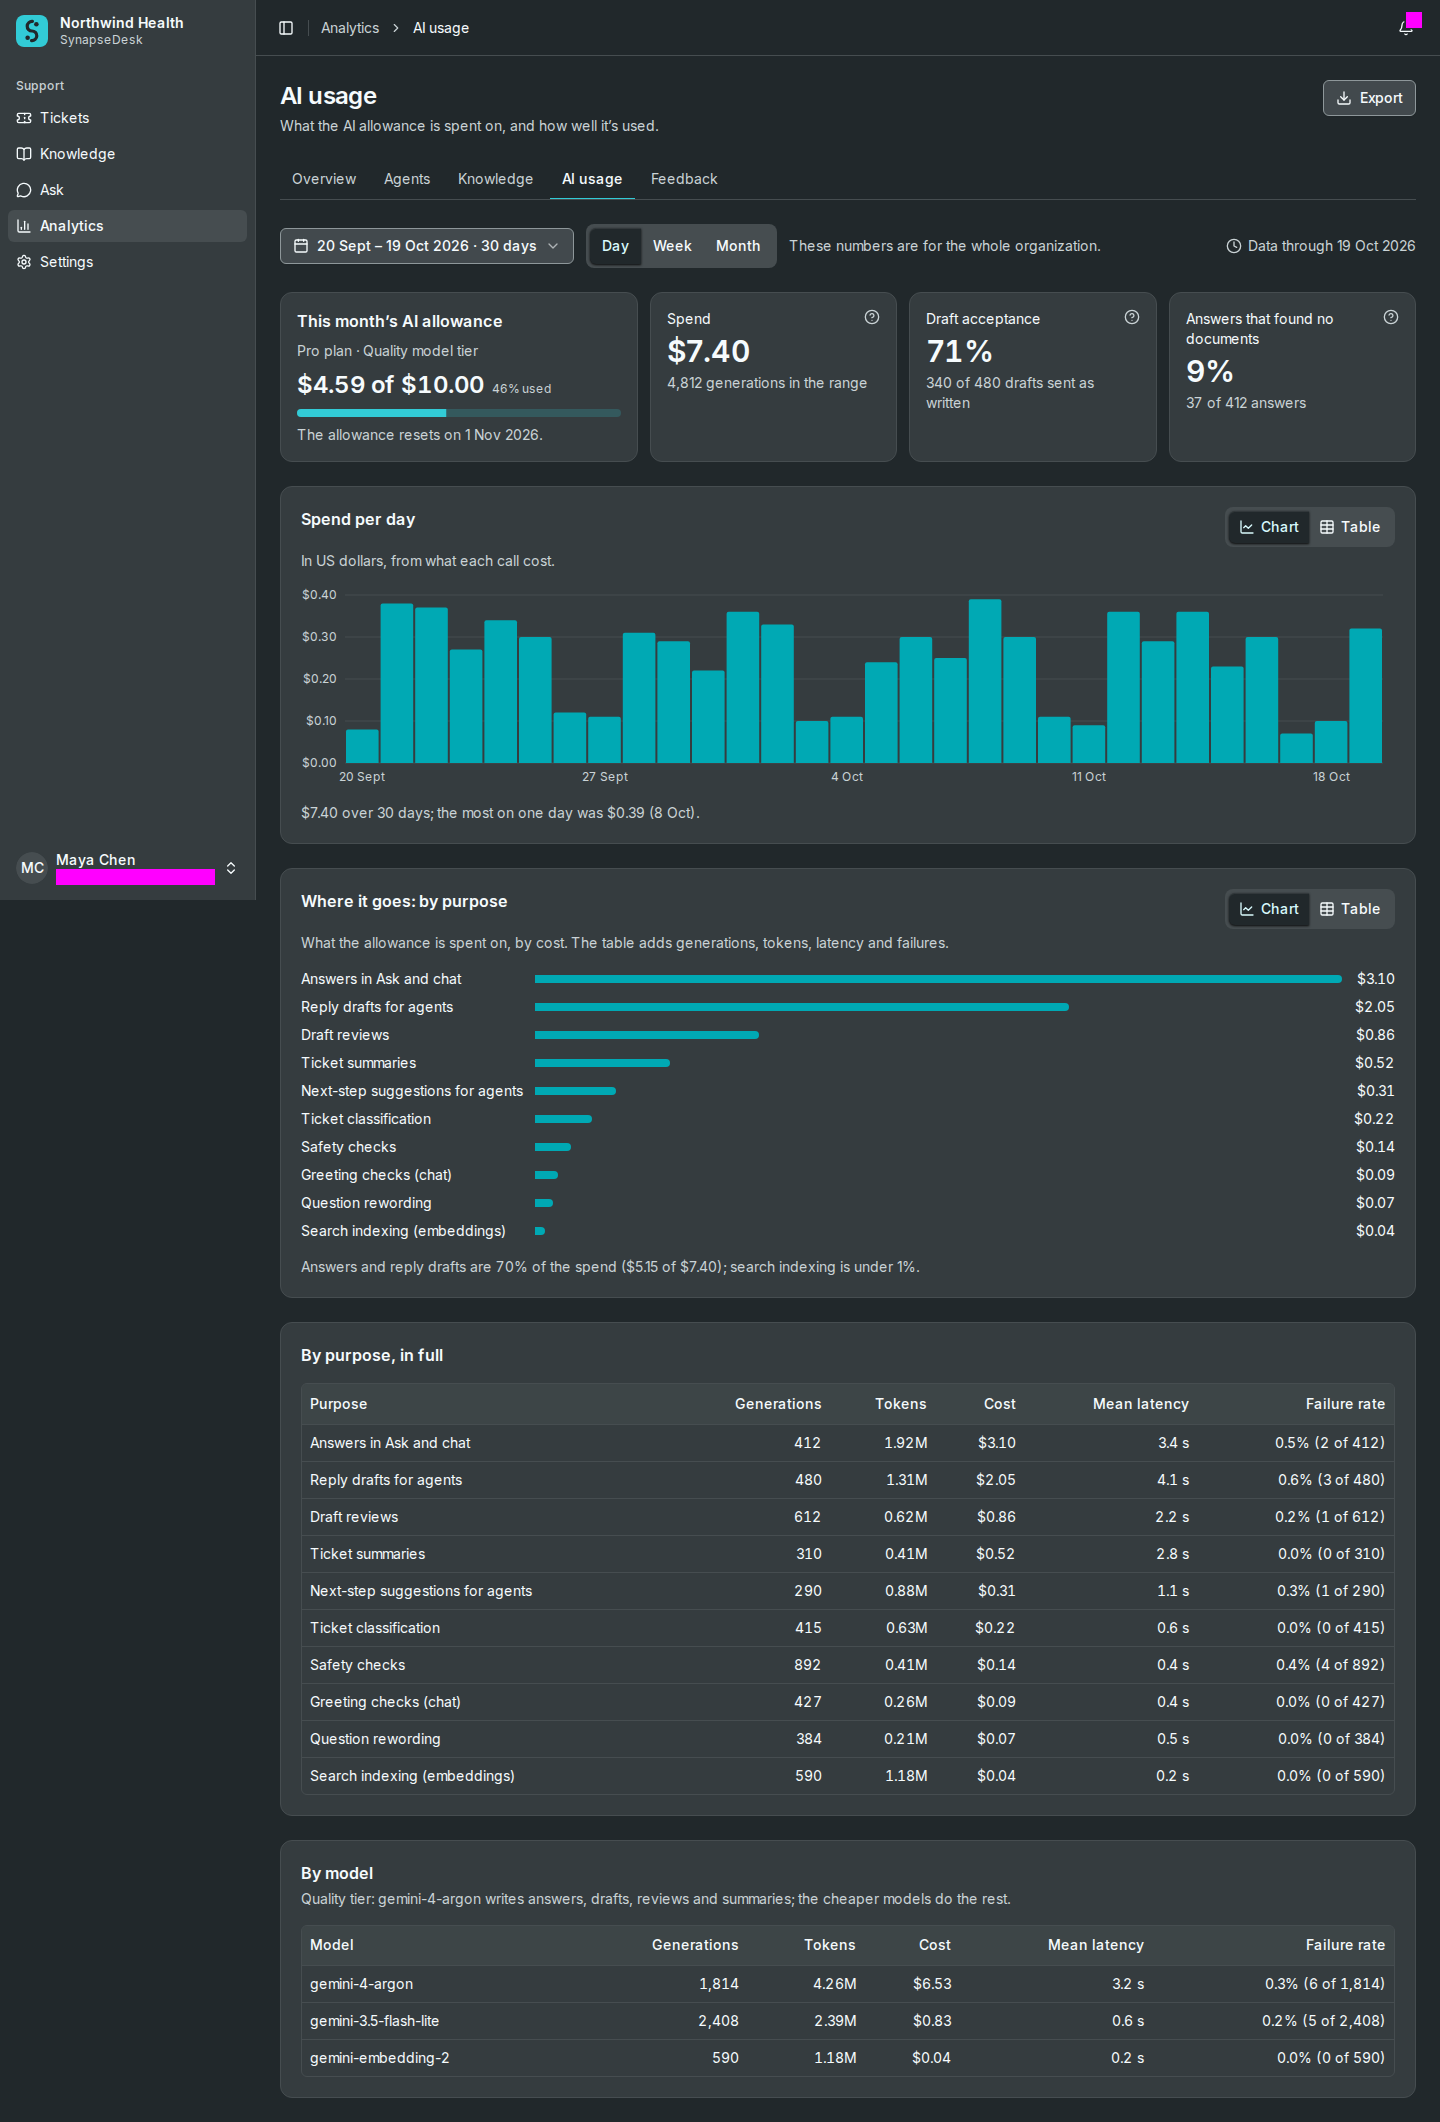 Northwind Health
SynapseDesk
Support
Tickets
Knowledge
Ask
Analytics
Settings
MC
Maya Chen
Analytics > AI usage
AI usage
What the AI allowance is spent on, and how well it’s used.
Export
Overview Agents Knowledge AI usage Feedback
20 Sept – 19 Oct 2026 · 30 days
Day Week Month
These numbers are for the whole organization.
Data through 19 Oct 2026
This month’s AI allowance
Pro plan · Quality model tier
$4.59 of $10.00 46% used
The allowance resets on 1 Nov 2026.
Spend
$7.40
4,812 generations in the range
Draft acceptance
71%
340 of 480 drafts sent as
written
Answers that found no
documents
9%
37 of 412 answers
Spend per day
Chart Table
In US dollars, from what each call cost.
$0.40
$0.30
$0.20
$0.10
$0.00
20 Sept 27 Sept 4 Oct 11 Oct 18 Oct
$7.40 over 30 days; the most on one day was $0.39 (8 Oct).
Where it goes: by purpose
Chart Table
What the allowance is spent on, by cost. The table adds generations, tokens, latency and failures.
Answers in Ask and chat $3.10
Reply drafts for agents $2.05
Draft reviews $0.86
Ticket summaries $0.52
Next-step suggestions for agents $0.31
Ticket classification $0.22
Safety checks $0.14
Greeting checks (chat) $0.09
Question rewording $0.07
Search indexing (embeddings) $0.04
Answers and reply drafts are 70% of the spend ($5.15 of $7.40); search indexing is under 1%.
By purpose, in full
Purpose Generations Tokens Cost Mean latency Failure rate
Answers in Ask and chat 412 1.92M $3.10 3.4 s 0.5% (2 of 412)
Reply drafts for agents 480 1.31M $2.05 4.1 s 0.6% (3 of 480)
Draft reviews 612 0.62M $0.86 2.2 s 0.2% (1 of 612)
Ticket summaries 310 0.41M $0.52 2.8 s 0.0% (0 of 310)
Next-step suggestions for agents 290 0.88M $0.31 1.1 s 0.3% (1 of 290)
Ticket classification 415 0.63M $0.22 0.6 s 0.0% (0 of 415)
Safety checks 892 0.41M $0.14 0.4 s 0.4% (4 of 892)
Greeting checks (chat) 427 0.26M $0.09 0.4 s 0.0% (0 of 427)
Question rewording 384 0.21M $0.07 0.5 s 0.0% (0 of 384)
Search indexing (embeddings) 590 1.18M $0.04 0.2 s 0.0% (0 of 590)
By model
Quality tier: gemini-4-argon writes answers, drafts, reviews and summaries; the cheaper models do the rest.
Model Generations Tokens Cost Mean latency Failure rate
gemini-4-argon 1,814 4.26M $6.53 3.2 s 0.3% (6 of 1,814)
gemini-3.5-flash-lite 2,408 2.39M $0.83 0.6 s 0.2% (5 of 2,408)
gemini-embedding-2 590 1.18M $0.04 0.2 s 0.0% (0 of 590)